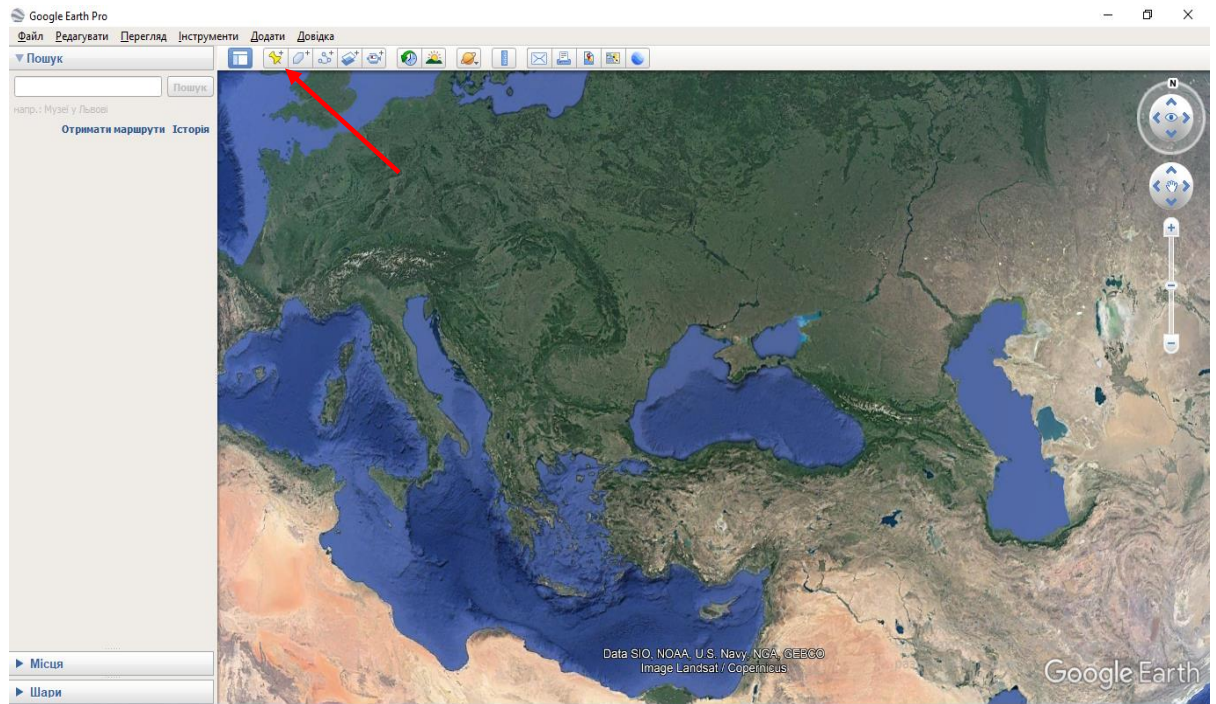 Google Earth Pro
Файл Редагувати Перегляд Інструменти Додати Довідка
Пошук
Пошук
напр.: Музеї у Львові
Отримати маршрути Історія
N
Місця
Шари
Data SIO, NOAA, U.S. Navy, NGA, GEBCO
Image Landsat / Copernicus
Google Earth